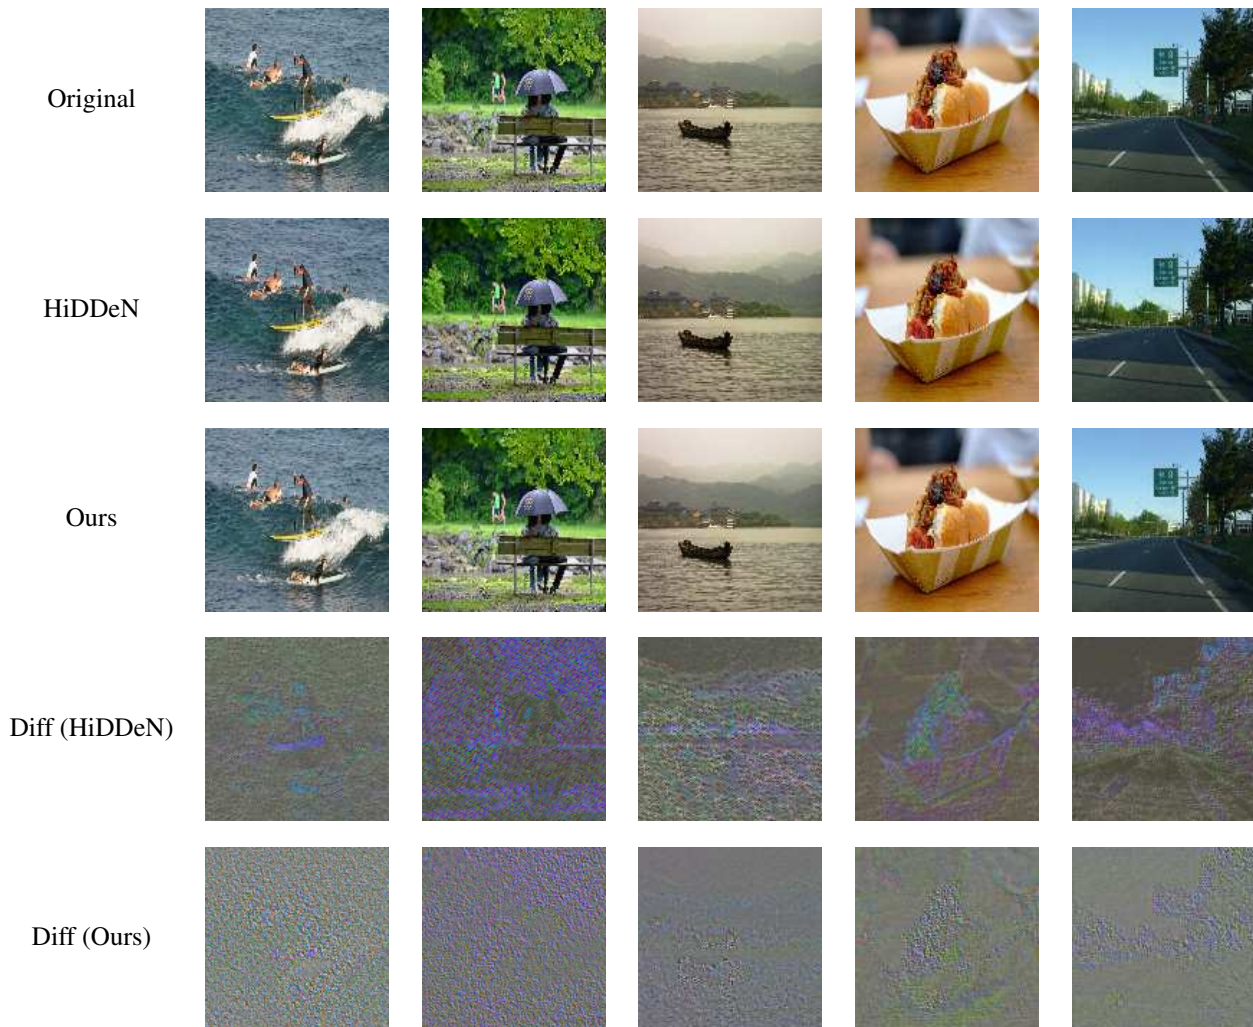 Original
HiDDeN
Ours
Diff (HiDDeN)
Diff (Ours)